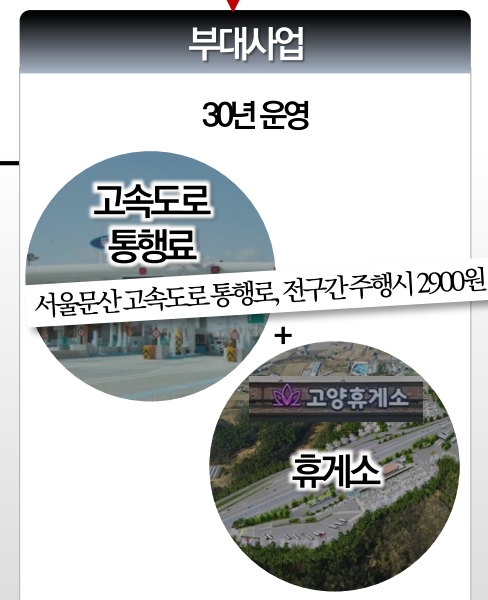 부대사업
30년 운영
고속도로
통행료
서울문산 고속도로 통행로, 전구간 주행시 2900원
+
고양휴게소
휴게소